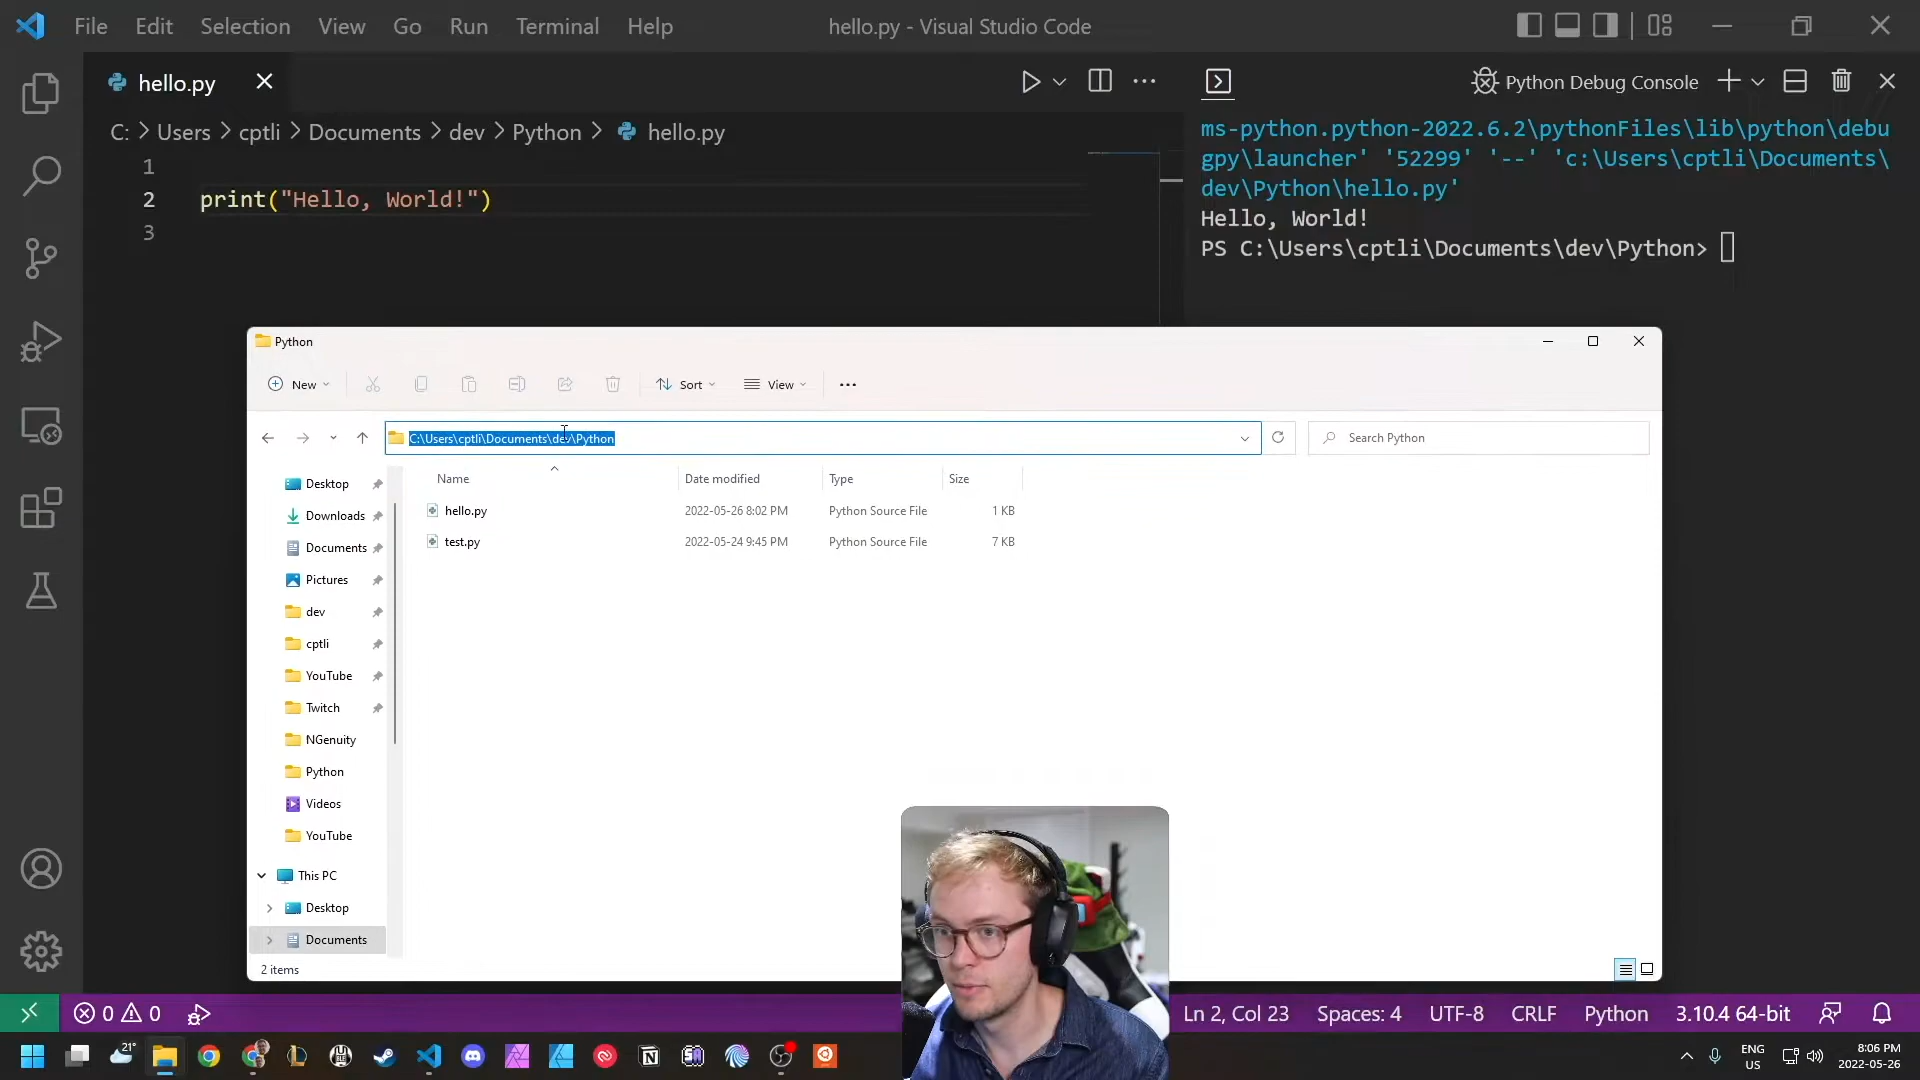 File Edit Selection View Go Run Terminal Help
hello.py - Visual Studio Code
hello.py
C: > Users > cptli > Documents > dev > Python > hello.py
1
2 print("Hello, World!")
3
Python Debug Console
ms-python.python-2022.6.2\pythonFiles\lib\python\debu
gpy\launcher' '52299' '--' 'c:\Users\cptli\Documents\
dev\Python\hello.py'
Hello, World!
PS C:\Users\cptli\Documents\dev\Python>
Python
New Sort View
C:\Users\cptli\Documents\dev\Python
Search Python
Name Date modified Type Size
hello.py 2022-05-26 8:02 PM Python Source File 1 KB
test.py 2022-05-24 9:45 PM Python Source File 7 KB
Desktop
Downloads
Documents
Pictures
dev
cptli
YouTube
Twitch
NGenuity
Python
Videos
YouTube
This PC
Desktop
Documents
2 items
0 0
Ln 2, Col 23 Spaces: 4 UTF-8 CRLF Python 3.10.4 64-bit
21°
ENG
US
8:06 PM
2022-05-26